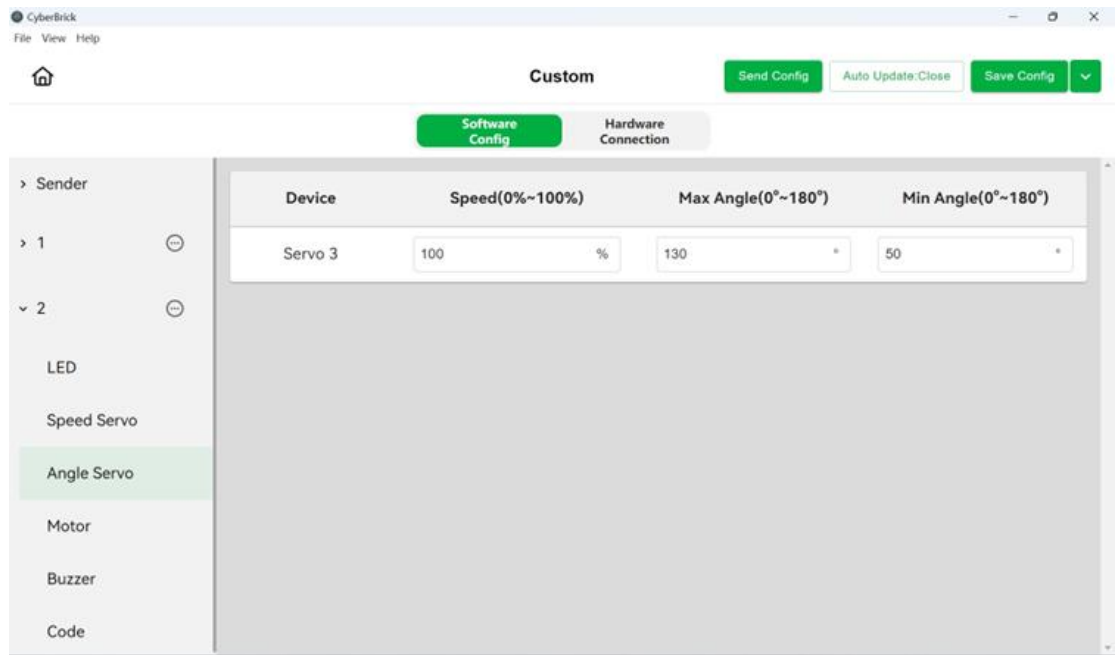 CyberBrick
File View Help
Custom
Send Config
Auto Update:Close
Save Config
Software
Config
Hardware
Connection
Sender
1
2
LED
Speed Servo
Angle Servo
Motor
Buzzer
Code
Device Speed(0%~100%) Max Angle(0°~180°) Min Angle(0°~180°)
Servo 3 100 % 130 ° 50 °